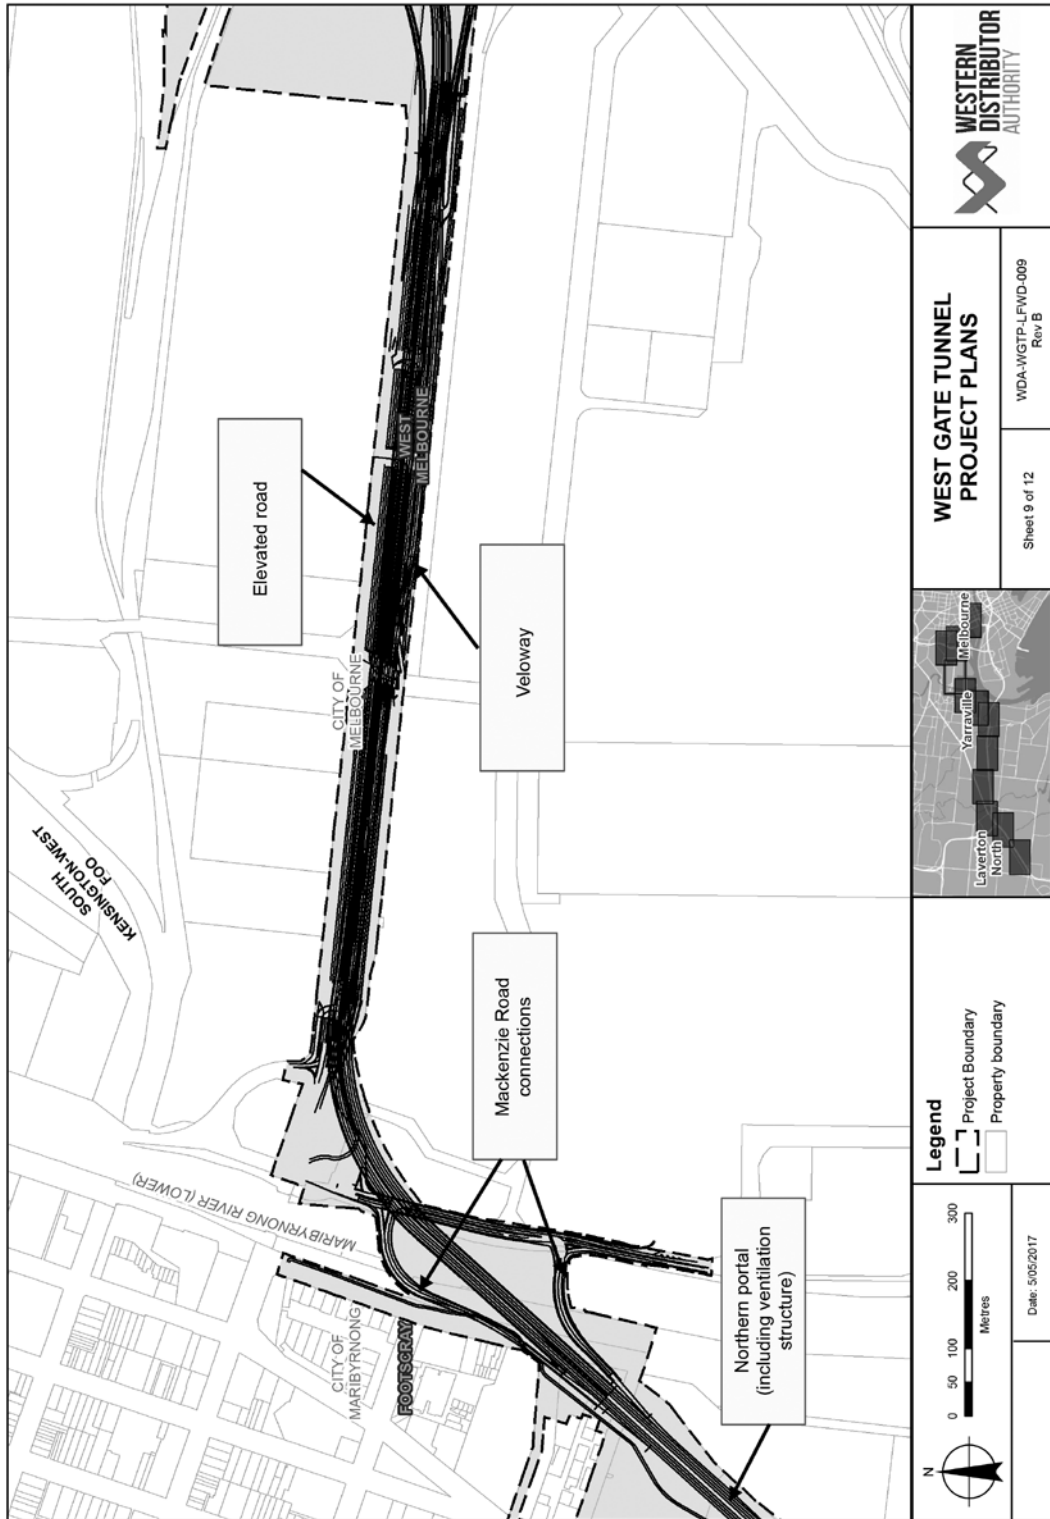 SOUTH
KENSINGTON-WEST
FOO
Elevated road
CITY OF
MELBOURNE
WEST
MELBOURNE
Veloway
Mackenzie Road
connections
MARIBYRNONG RIVER (LOWER)
CITY OF
MARIBYRNONG
FOOTSCRAY
Northern portal
(including ventilation
structure)
N
0 50 100 200 300
Metres
Date: 5/05/2017
Legend
Project Boundary
Property boundary
Laverton
North
Yarraville
Melbourne
WEST GATE TUNNEL
PROJECT PLANS
Sheet 9 of 12
WDA-WGTP-LFWD-009
Rev B
WESTERN
DISTRIBUTOR
AUTHORITY